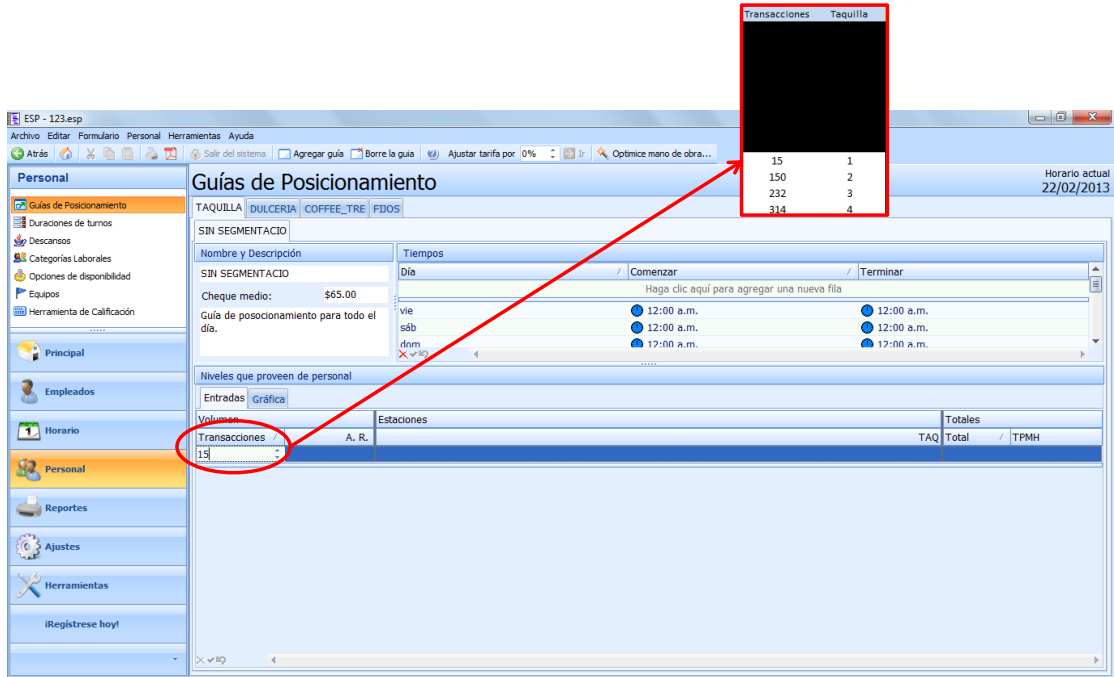 Transacciones Taquilla
15 1
150 2
232 3
314 4
ESP - 123.esp
Archivo Editar Formulario Personal Herramientas Ayuda
Atrás Salir del sistema Agregar guía Borre la guia Ajustar tarifa por 0% Ir Optimice mano de obra...
Personal
Guías de Posicionamiento
Duraciones de turnos
Descansos
Categorías Laborales
Opciones de disponibilidad
Equipos
Herramienta de Calificación
Principal
Empleados
1 Horario
Personal
Reportes
Ajustes
Herramientas
¡Regístrese hoy!
Guías de Posicionamiento
Horario actual
22/02/2013
TAQUILLA DULCERIA COFFEE_TRE FIJOS
SIN SEGMENTACIO
Nombre y Descripción
SIN SEGMENTACIO
Cheque medio: $65.00
Guía de posocionamiento para todo el
día.
Tiempos
Día Comenzar Terminar
Haga clic aquí para agregar una nueva fila
vie 12:00 a.m. 12:00 a.m.
sáb 12:00 a.m. 12:00 a.m.
dom 12:00 a.m. 12:00 a.m.
Niveles que proveen de personal
Entradas Gráfica
Volumen Estaciones Totales
Transacciones A. R. TAQ Total TPMH
15